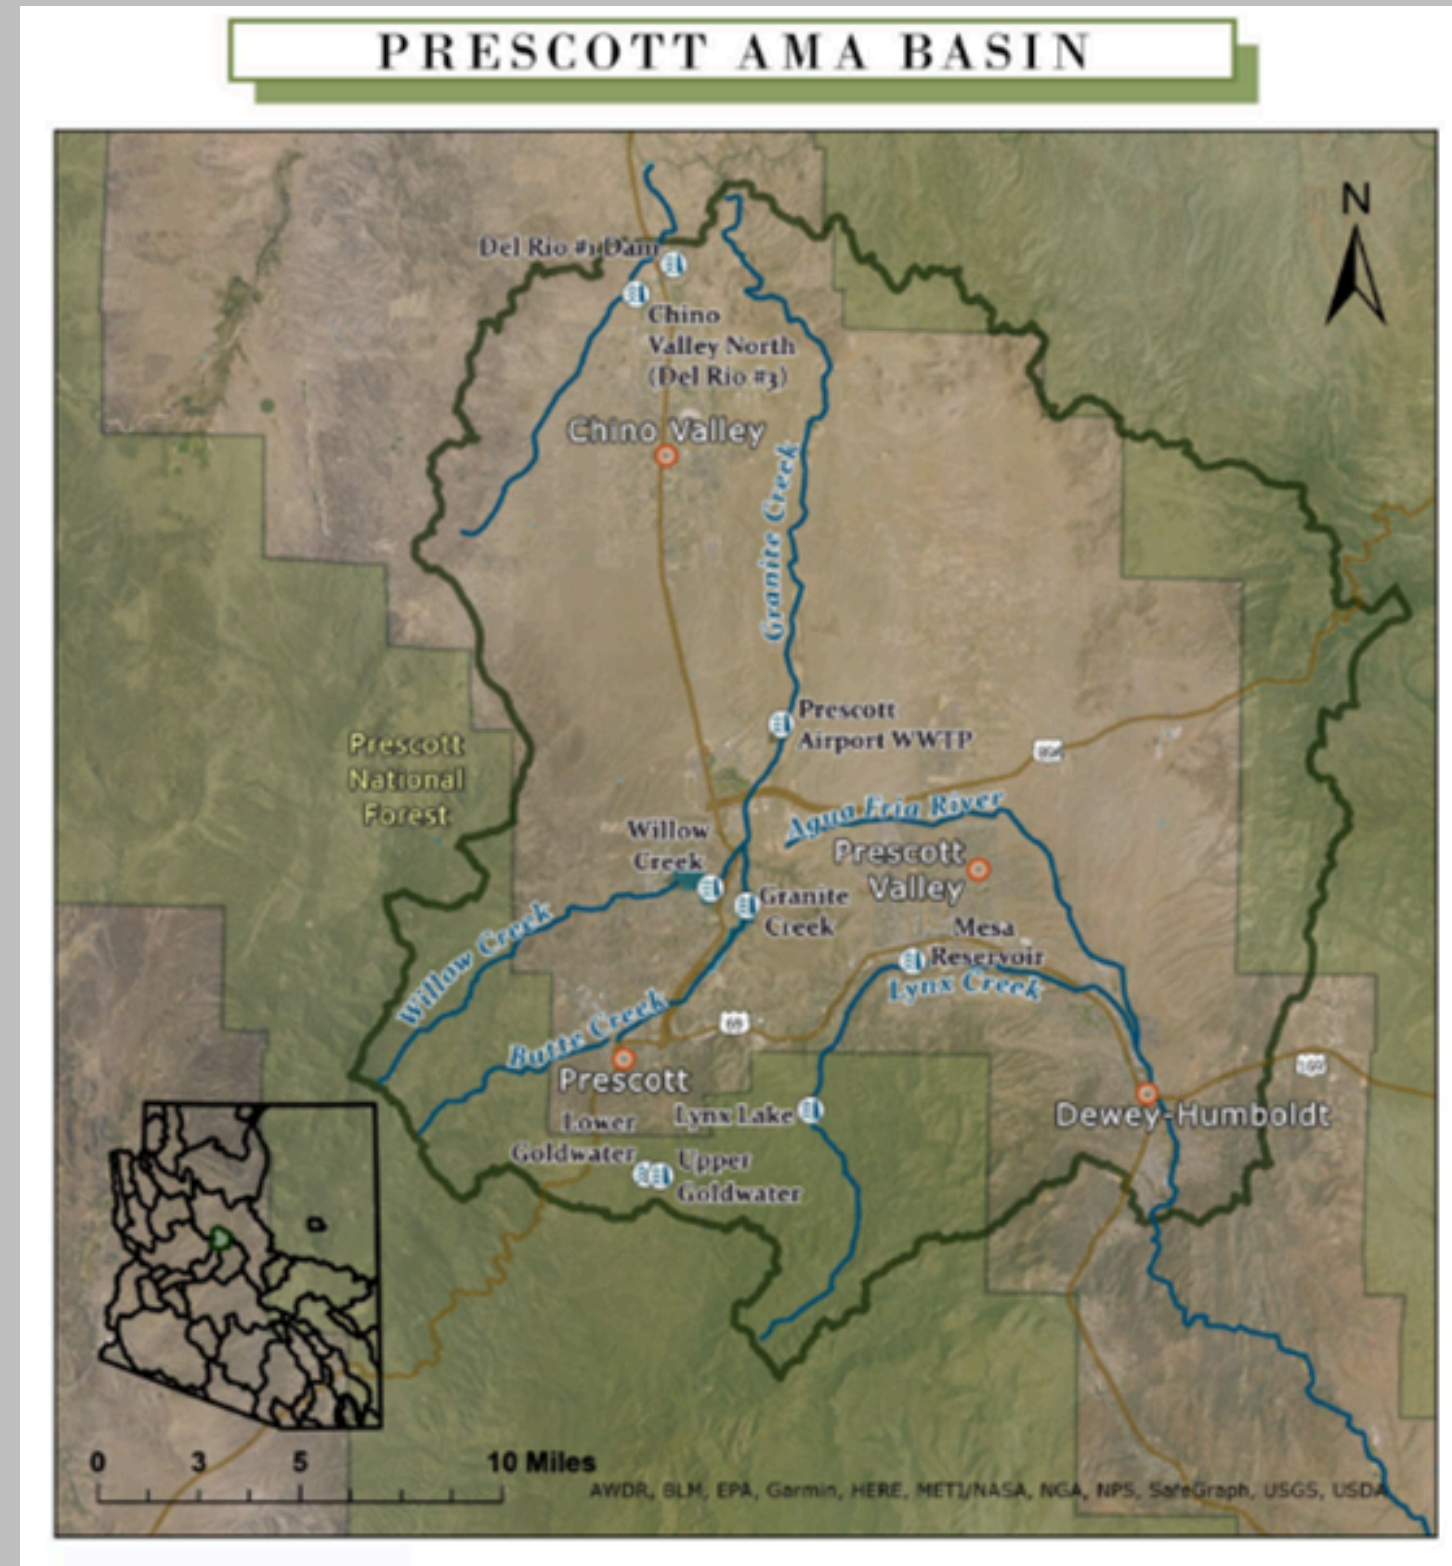 PRESCOTT AMA BASIN
N
Del Rio #1 Dam
Chino
Valley North
(Del Rio #3)
Chino Valley
Granite Creek
Prescott
Airport WWTP
Prescott
National
Forest
89A
Agua Fria River
Willow
Creek
Prescott
Valley
Granite
Creek
Mesa
Reservoir
Willow Creek
Lynx Creek
Butte Creek
69
169
Prescott
Dewey-Humboldt
Lynx Lake
Lower
Goldwater
Upper
Goldwater
0 3 5 10 Miles
AWDR, BLM, EPA, Garmin, HERE, METI/NASA, NGA, NPS, SafeGraph, USGS, USDA